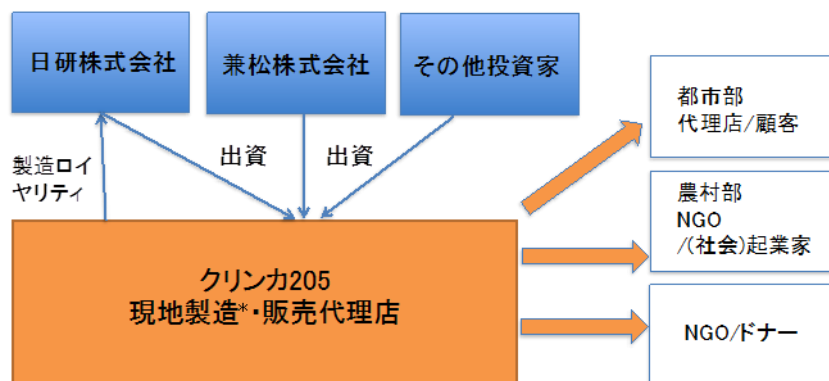 日研株式会社
兼松株式会社
その他投資家
都市部
代理店/顧客
製造ロイ
ヤリティ
出資
出資
農村部
NGO
/(社会)起業家
クリンカ205
現地製造*・販売代理店
NGO/ドナー